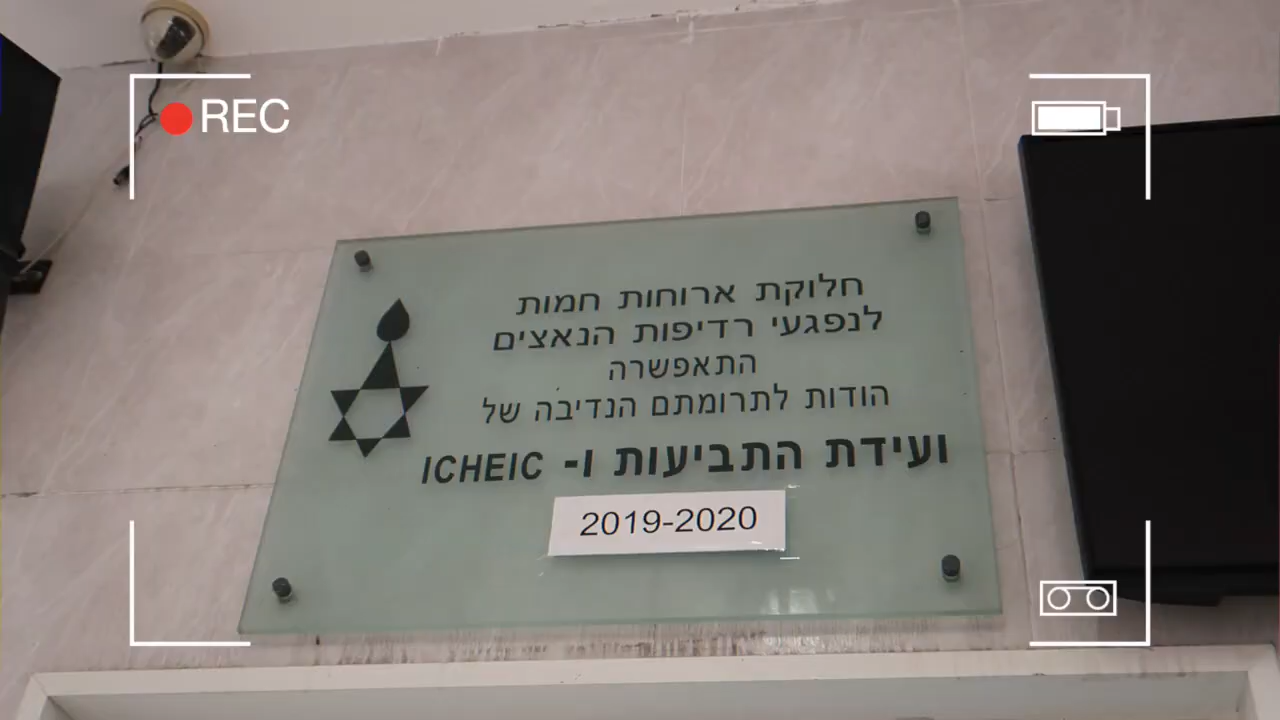 REC
חלוקת ארוחות חמות
לנפגעי רדיפות הנאצים
התאפשרה
הודות לתרומתם הנדיבה של
ועידת התביעות ו- ICHEIC
2019-2020